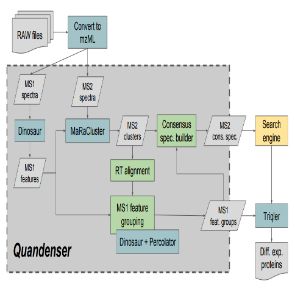 RAW files
Convert to
mzML
MS1
spectra
MS2
spectra
Dinosaur
MaRaCluster
MS2
clusters
Consensus
spec. builder
MS2
cons. spec.
Search
engine
RT alignment
MS1
features
MS1 feature
grouping
Dinosaur + Percolator
MS1
feat. groups
Triqler
Quandenser
Diff. exp.
proteins